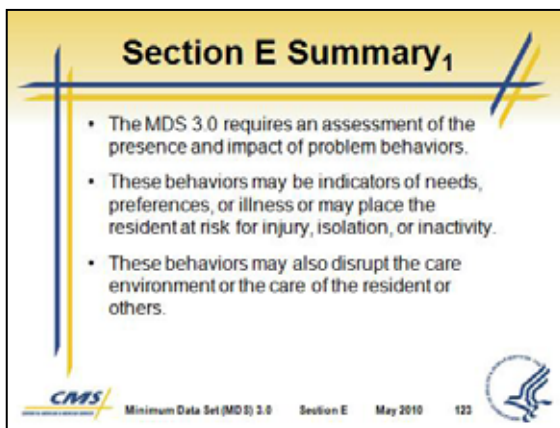 Section E Summary1
• The MDS 3.0 requires an assessment of the
presence and impact of problem behaviors.
• These behaviors may be indicators of needs,
preferences, or illness or may place the
resident at risk for injury, isolation, or inactivity.
• These behaviors may also disrupt the care
environment or the care of the resident or
others.
CMS
Minimum Data Set (MDS) 3.0 Section E May 2010 123